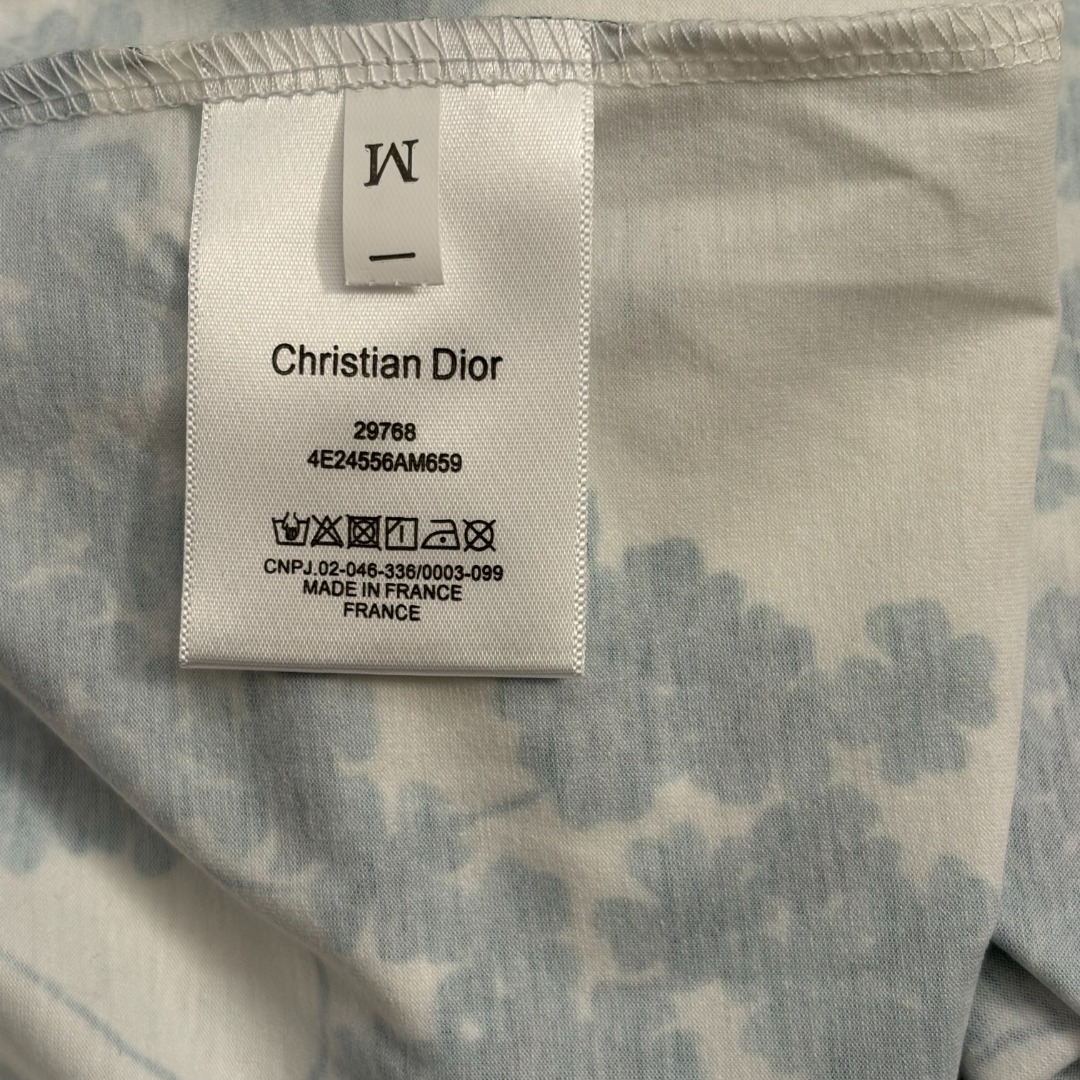 M
Christian Dior
29768
4E24556AM659
CNPJ.02-046-336/0003-099
MADE IN FRANCE
FRANCE